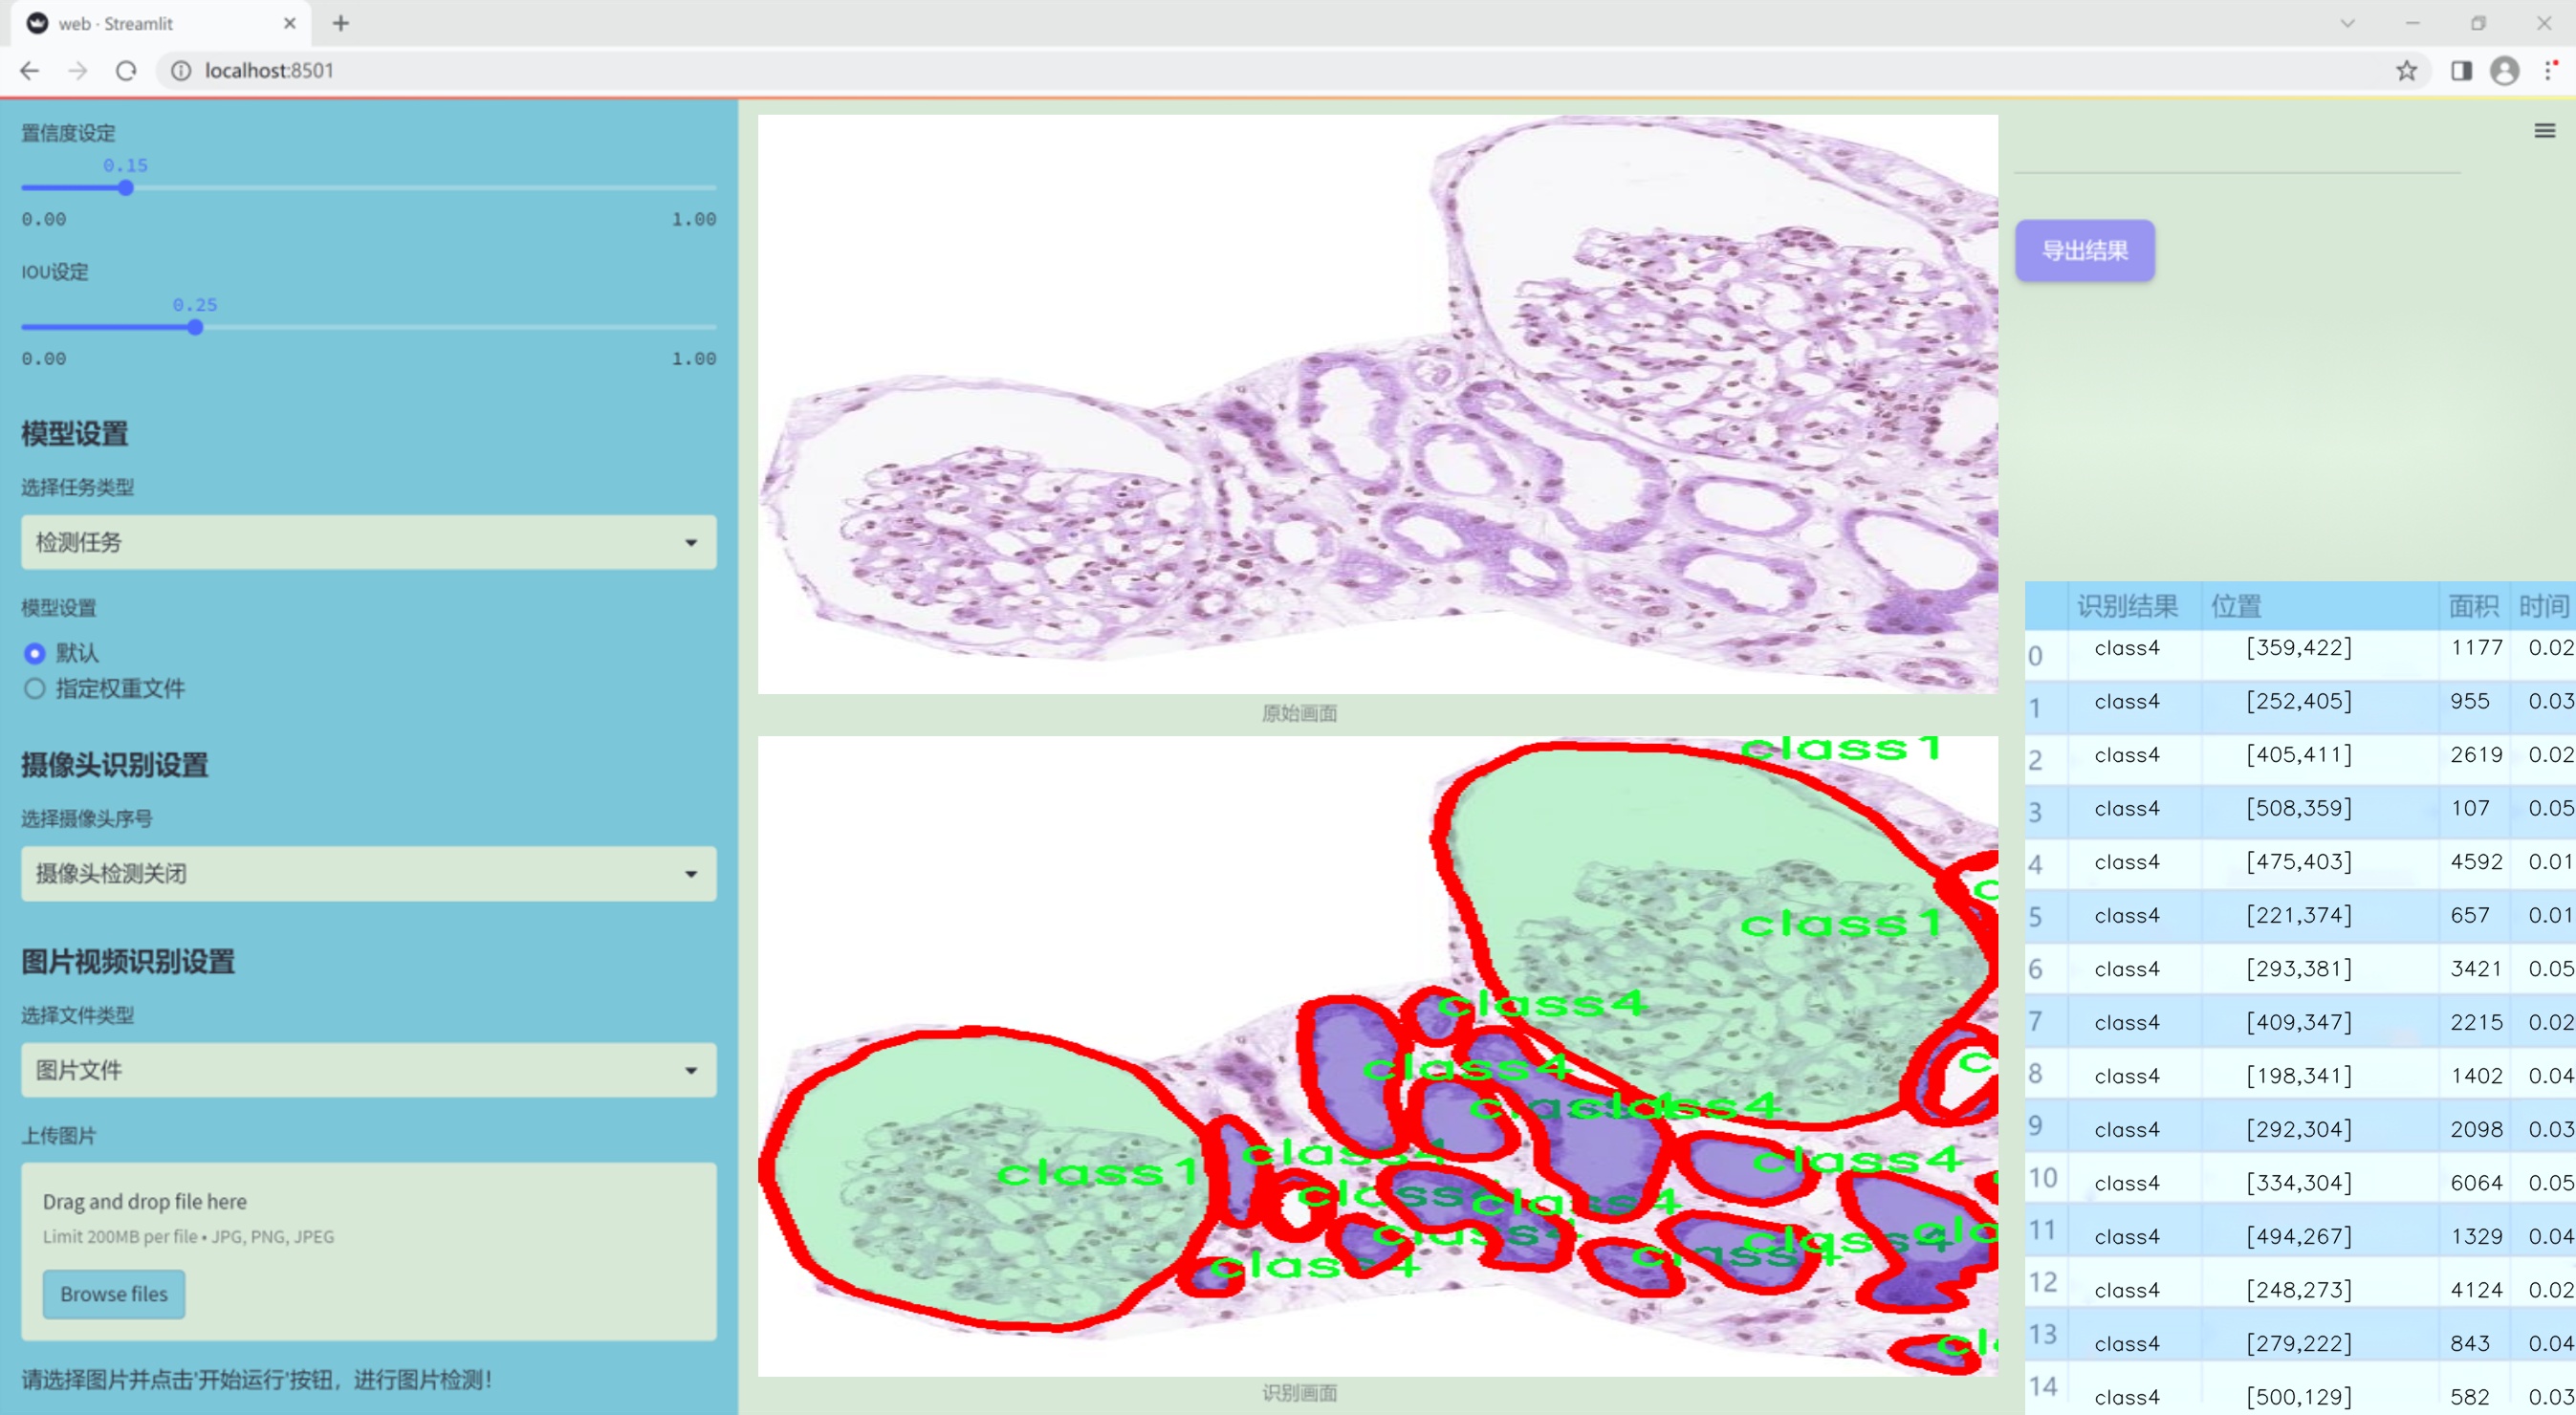 web · Streamlit
localhost:8501
置信度设定
0.15
0.00 1.00
IOU设定
0.25
0.00 1.00
模型设置
选择任务类型
检测任务
模型设置
默认
指定权重文件
摄像头识别设置
选择摄像头序号
摄像头检测关闭
图片视频识别设置
选择文件类型
图片文件
上传图片
Drag and drop file here
Limit 200MB per file • JPG, PNG, JPEG
Browse files
请选择图片并点击'开始运行'按钮，进行图片检测！
原始画面
class1
class1
class4
class4
class4
class1
class4
class4
class4
class4
识别画面
导出结果
识别结果 位置 面积 时间
0 class4 [359,422] 1177 0.02
1 class4 [252,405] 955 0.03
2 class4 [405,411] 2619 0.02
3 class4 [508,359] 107 0.05
4 class4 [475,403] 4592 0.01
5 class4 [221,374] 657 0.01
6 class4 [293,381] 3421 0.05
7 class4 [409,347] 2215 0.02
8 class4 [198,341] 1402 0.04
9 class4 [292,304] 2098 0.03
10 class4 [334,304] 6064 0.05
11 class4 [494,267] 1329 0.04
12 class4 [248,273] 4124 0.02
13 class4 [279,222] 843 0.04
14 class4 [500,129] 582 0.03